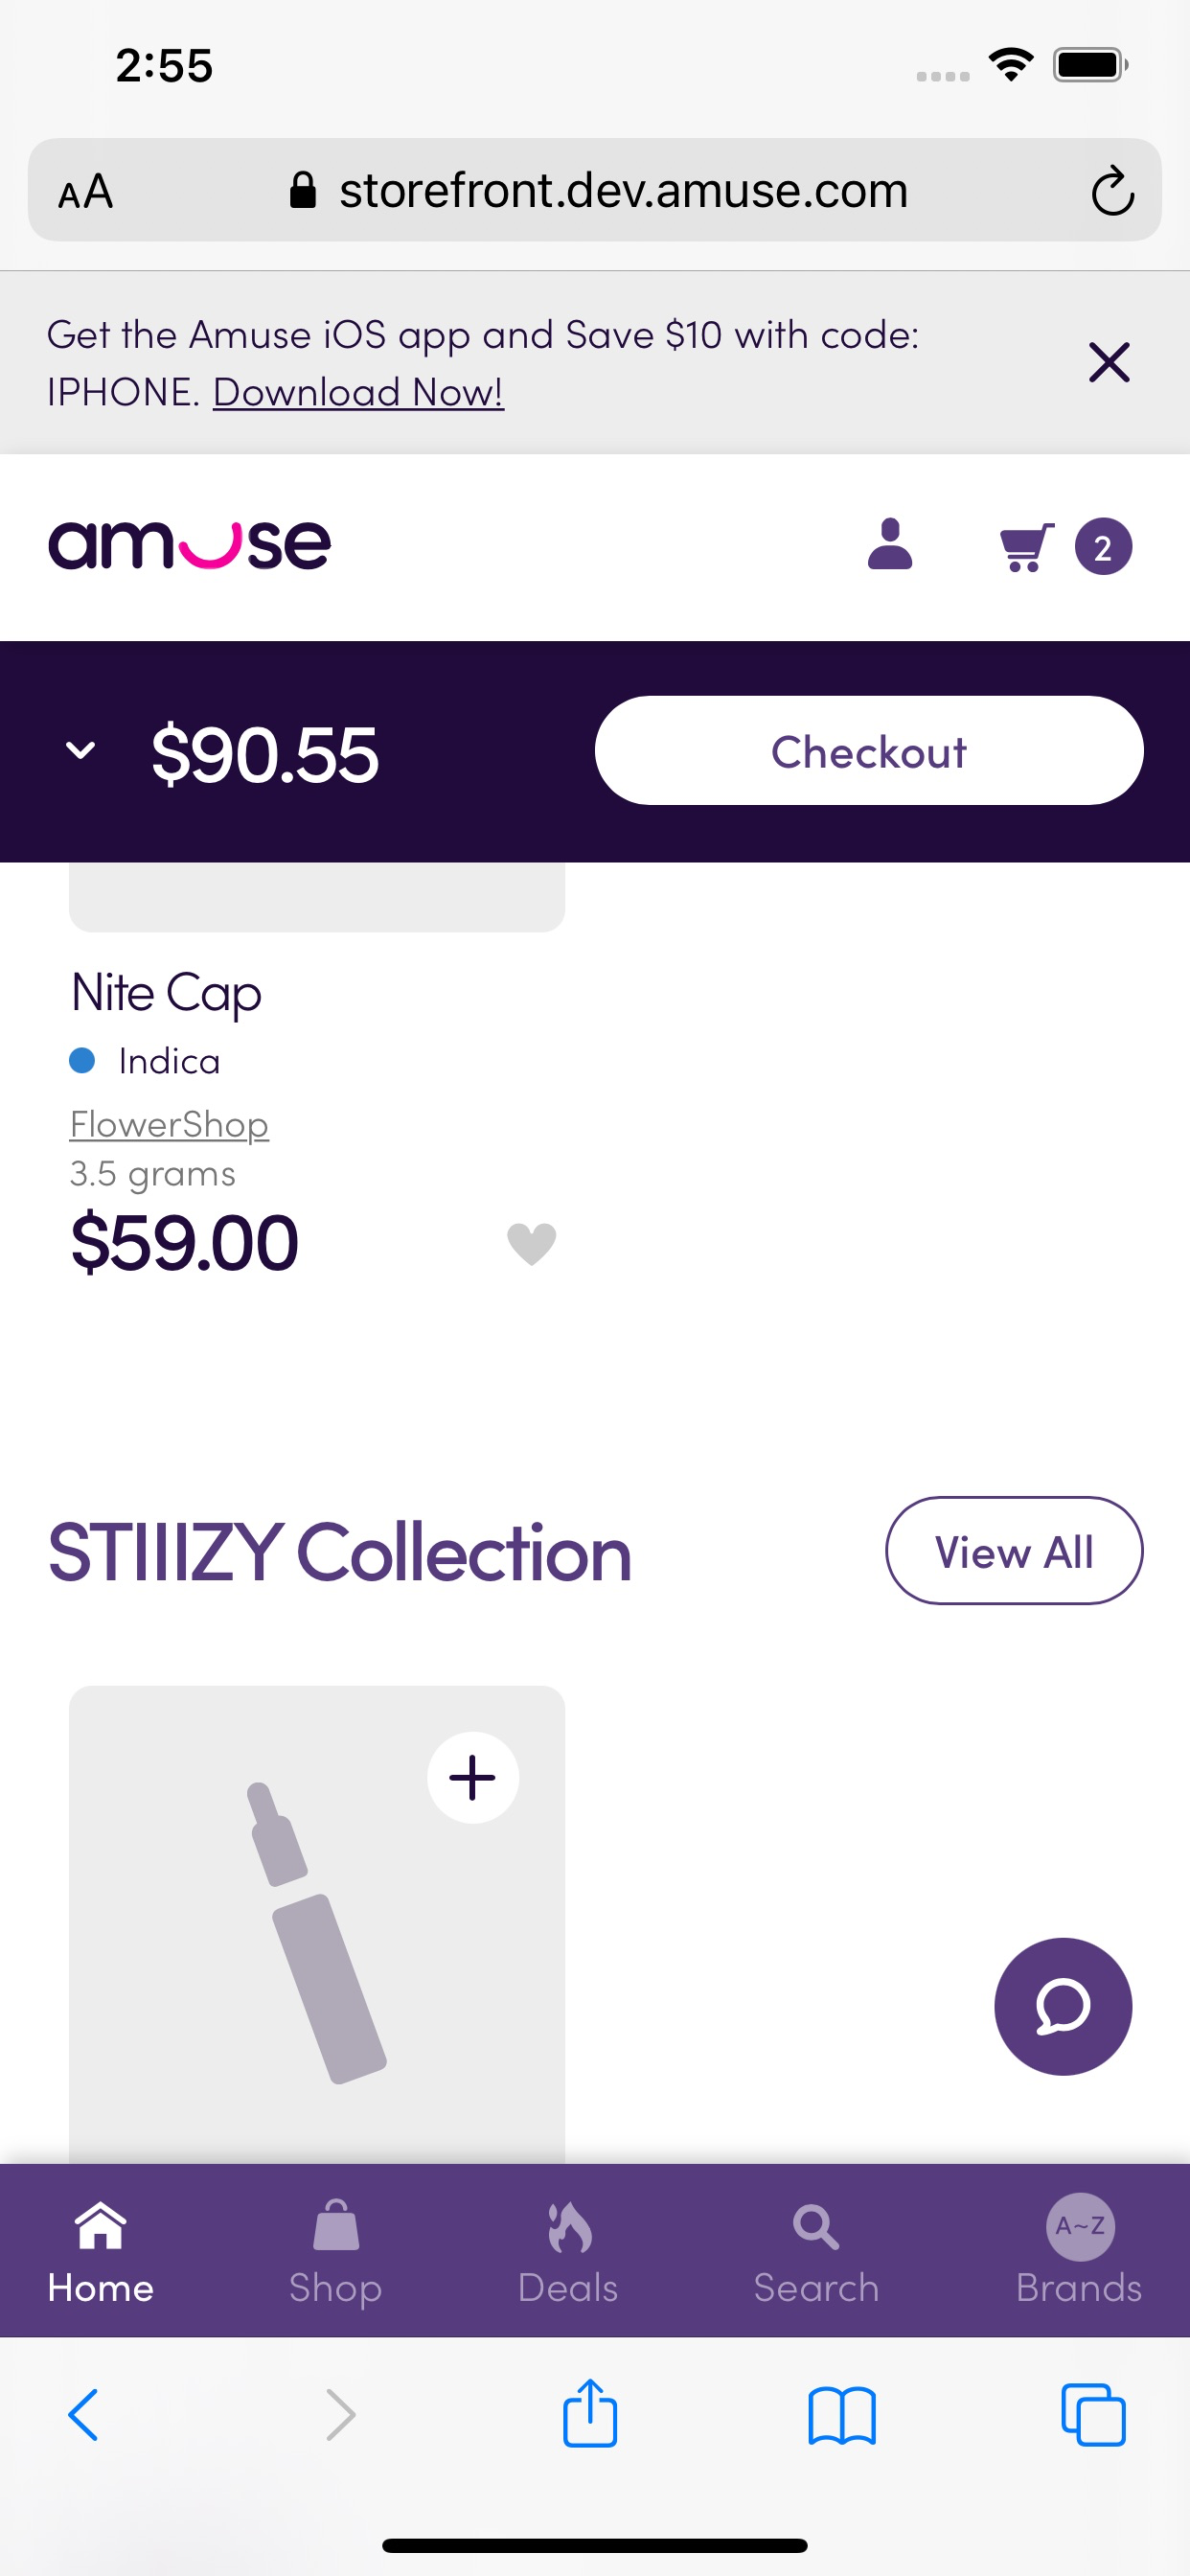 2:55
AA storefront.dev.amuse.com
Get the Amuse iOS app and Save $10 with code:
IPHONE. Download Now!
amuse 2
$90.55 Checkout
Nite Cap
Indica
FlowerShop
3.5 grams
$59.00
STIIIZY Collection View All
Home Shop Deals Search A~Z Brands